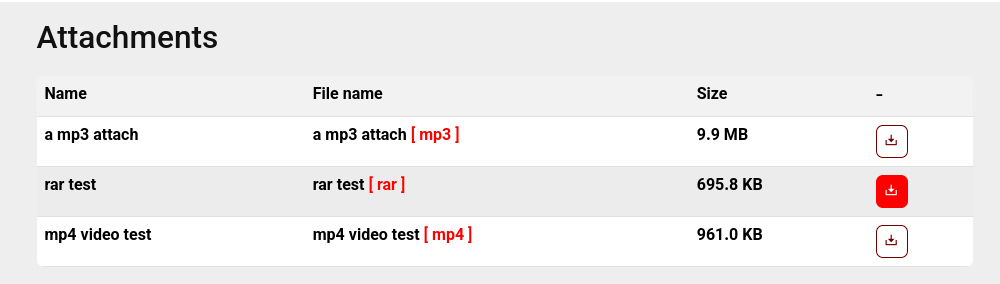 Attachments
Name File name Size -
a mp3 attach a mp3 attach [ mp3 ] 9.9 MB
rar test rar test [ rar ] 695.8 KB
mp4 video test mp4 video test [ mp4 ] 961.0 KB